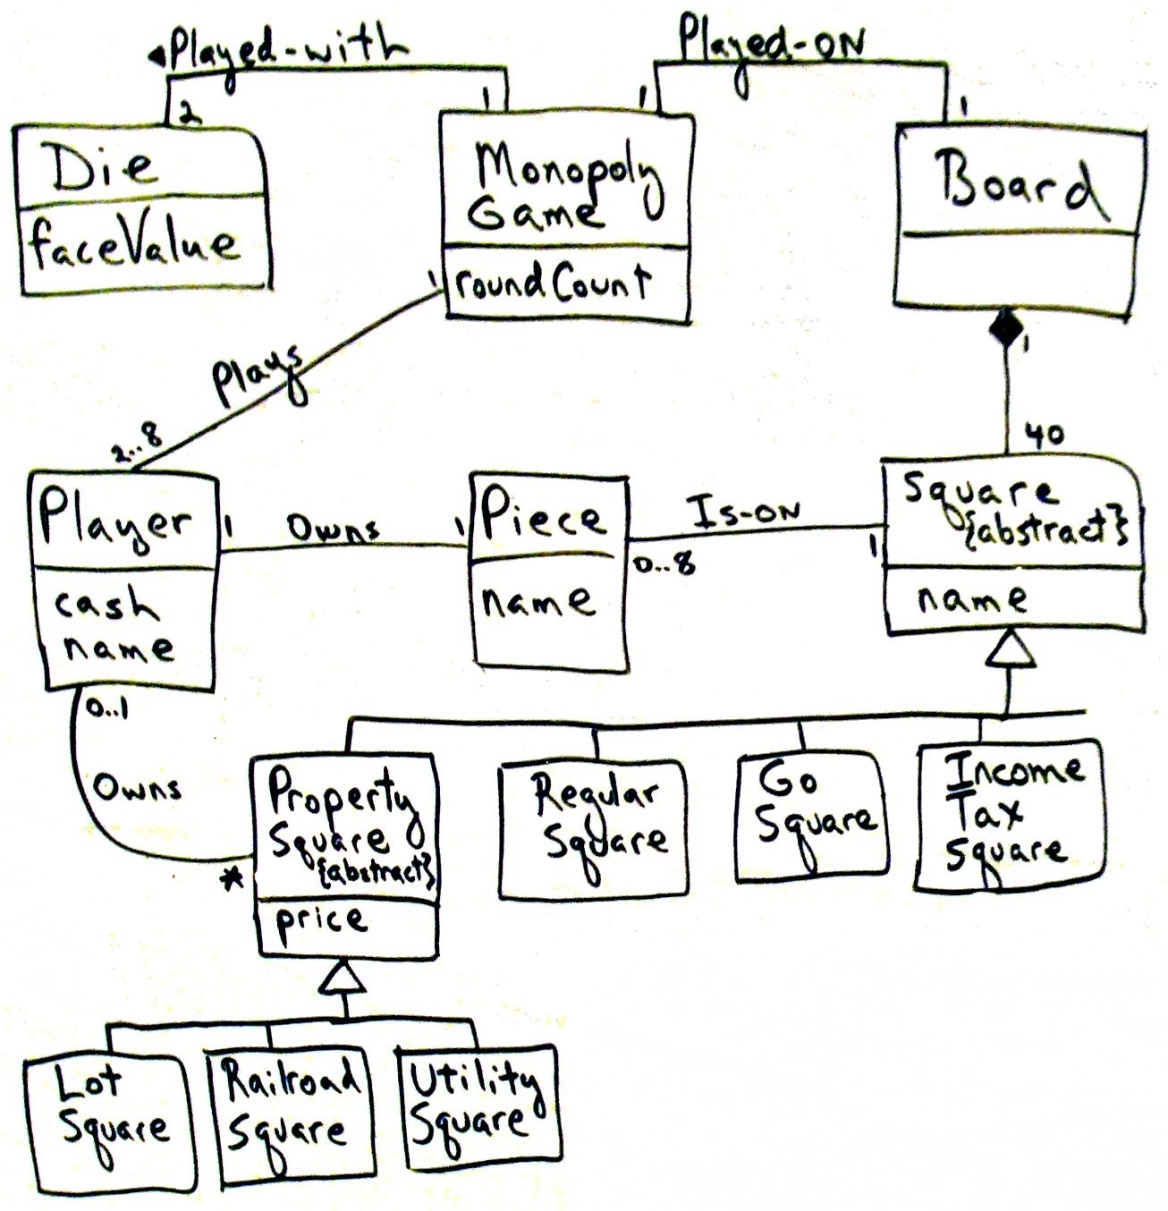 ◄Played-with
Played-ON
2
1
1
1
Die
faceValue
Monopoly
Game
roundCount
Board
1
Plays
2..8
1
40
Player
cash
name
1
Owns
1
Piece
name
Is-ON
0..8
1
Square
{abstract}
name
0..1
Owns
*
Property
Square
{abstract}
price
Regular
Square
Go
Square
Income
Tax
Square
Lot
Square
Railroad
Square
Utility
Square